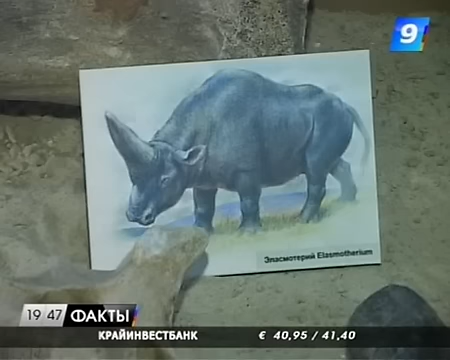 9
Эласмотерий Elasmotherium
19 47 ФАКТЫ
КРАЙИНВЕСТБАНК € 40,95 / 41,40